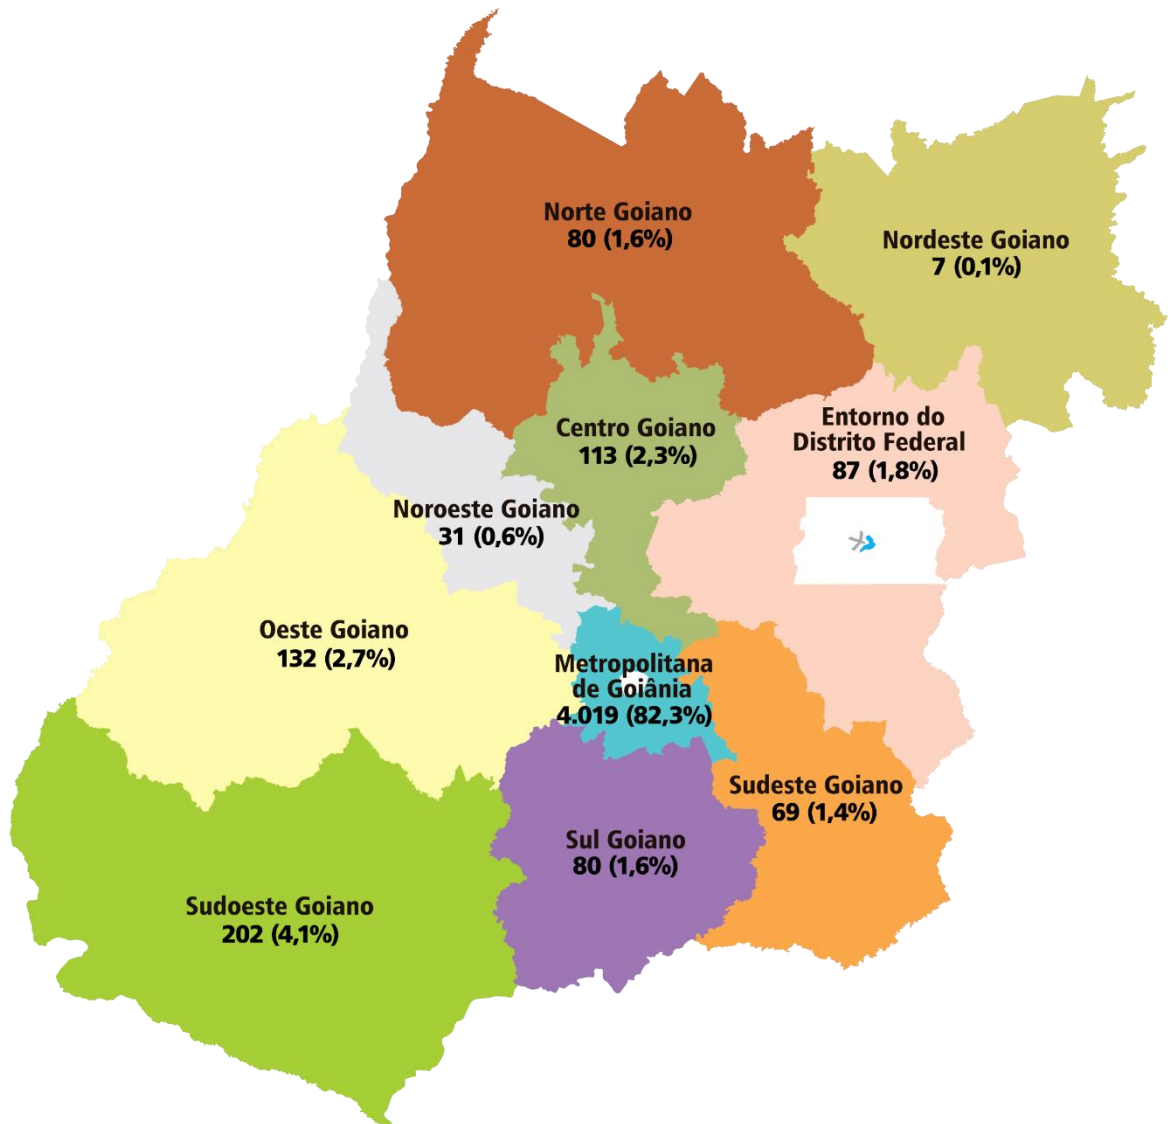 Norte Goiano
80 (1,6%)
Nordeste Goiano
7 (0,1%)
Centro Goiano
113 (2,3%)
Entorno do
Distrito Federal
87 (1,8%)
Noroeste Goiano
31 (0,6%)
Oeste Goiano
132 (2,7%)
Metropolitana
de Goiânia
4.019 (82,3%)
Sudeste Goiano
69 (1,4%)
Sul Goiano
80 (1,6%)
Sudoeste Goiano
202 (4,1%)